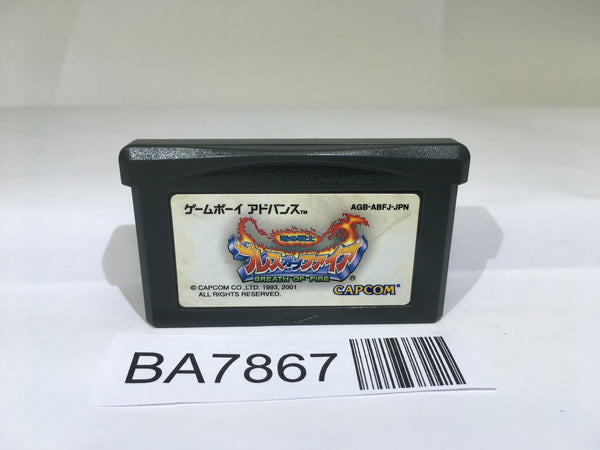 GAME BOY ADVANCE
ゲームボーイ アドバンス™
AGB-ABFJ-JPN
竜の戦士
ブレス オブ ファイア
BREATH OF FIRE
®
© CAPCOM CO.,LTD. 1993, 2001
ALL RIGHTS RESERVED.
CAPCOM®
BA7867